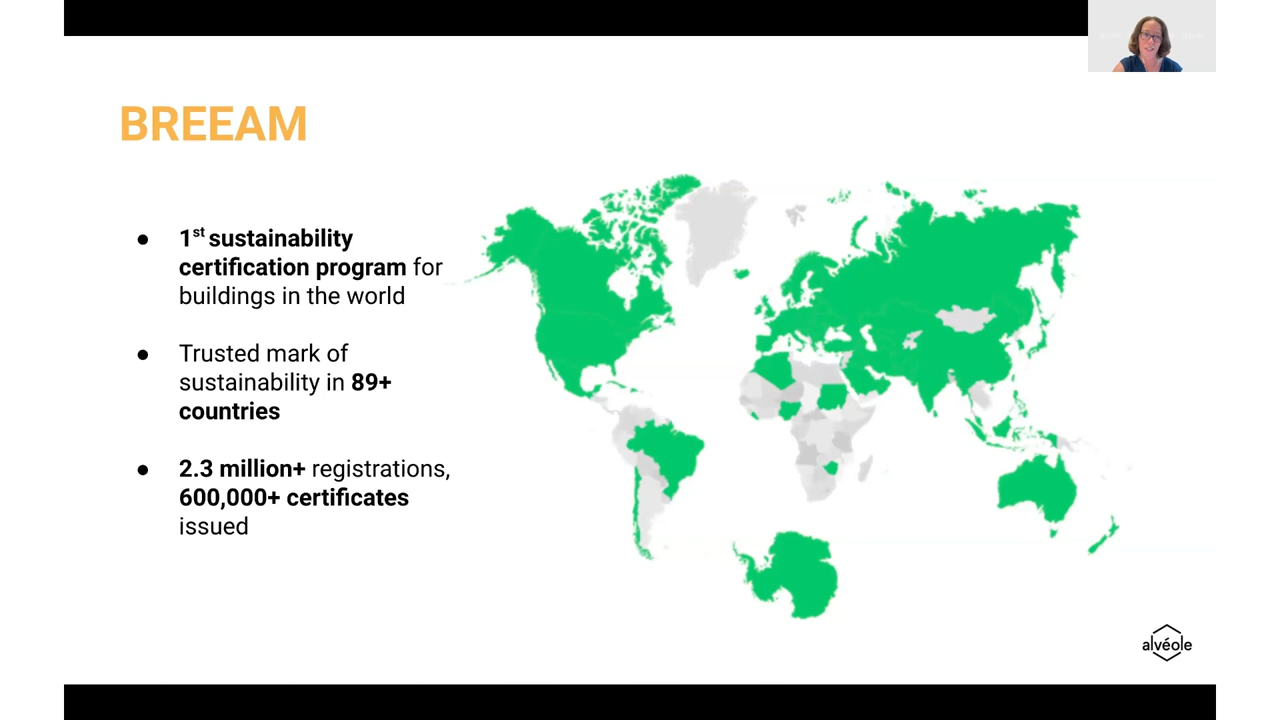 BREEAM
● 1st sustainability
certification program for
buildings in the world
● Trusted mark of
sustainability in 89+
countries
● 2.3 million+ registrations,
600,000+ certificates
issued
alvéole